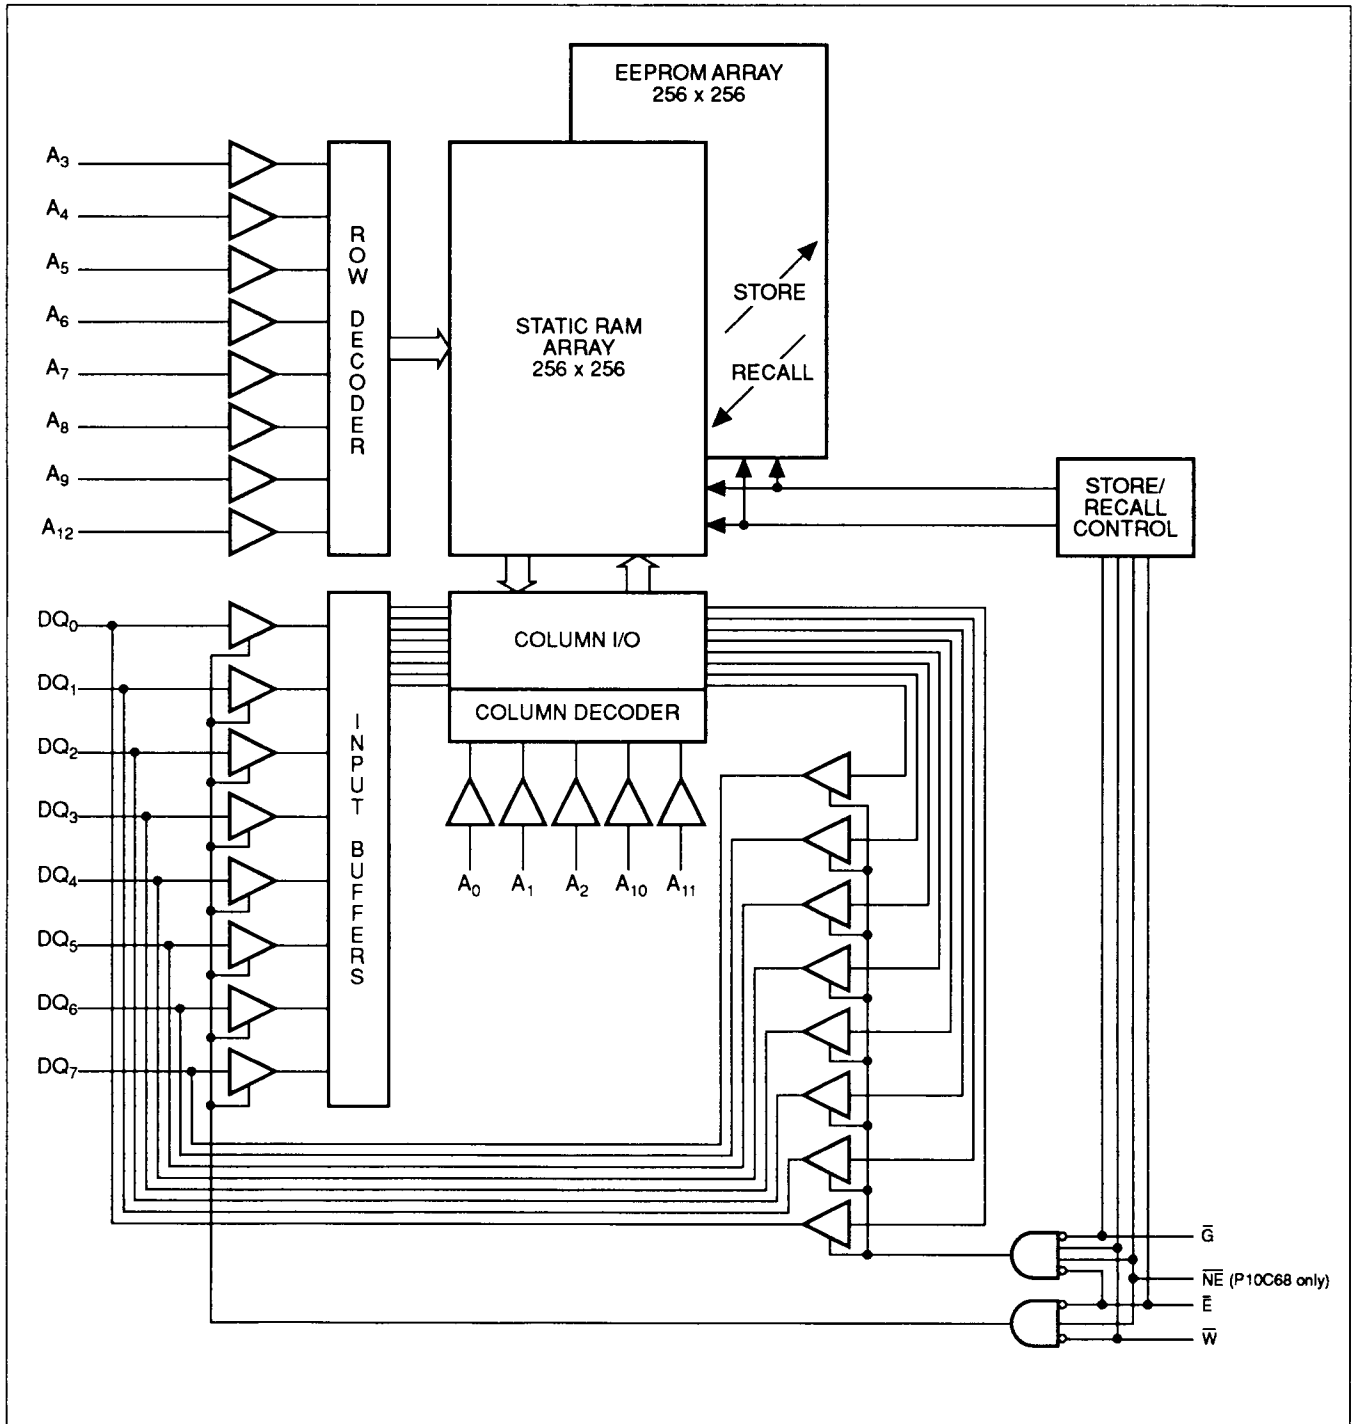 EEPROM ARRAY
256 x 256
A3
A4
A5
A6
A7
A8
A9
A12
ROW DECODER
STATIC RAM
ARRAY
256 x 256
STORE
RECALL
STORE/
RECALL
CONTROL
DQ0
DQ1
DQ2
DQ3
DQ4
DQ5
DQ6
DQ7
INPUT BUFFERS
COLUMN I/O
COLUMN DECODER
A0 A1 A2 A10 A11
G̅
N̅E̅ (P10C68 only)
E̅
W̅